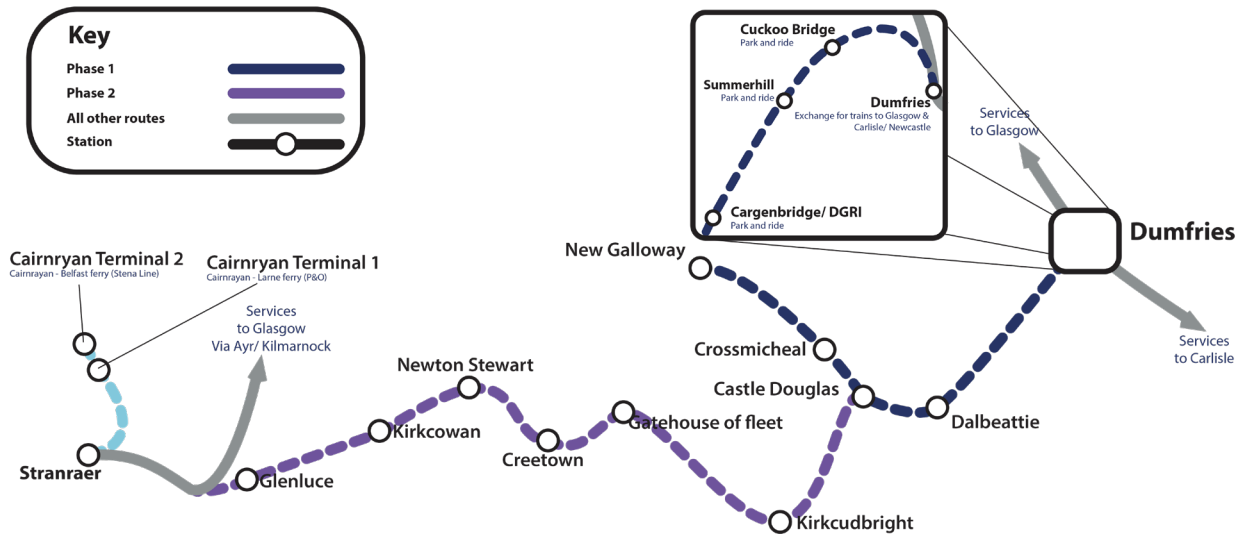 Key
Phase 1
Phase 2
All other routes
Station
Cuckoo Bridge
Park and ride
Summerhill
Park and ride
Dumfries
Exchange for trains to Glasgow &
Carlisle/ Newcastle
Cargenbridge/ DGRI
Park and ride
Services
to Glasgow
Dumfries
Services
to Carlisle
New Galloway
Crossmicheal
Castle Douglas
Dalbeattie
Cairnryan Terminal 2
Cairnrayan - Belfast ferry (Stena Line)
Cairnryan Terminal 1
Cairnrayan - Larne ferry (P&O)
Services
to Glasgow
Via Ayr/ Kilmarnock
Newton Stewart
Kirkcowan
Gatehouse of fleet
Creetown
Stranraer
Glenluce
Kirkcudbright